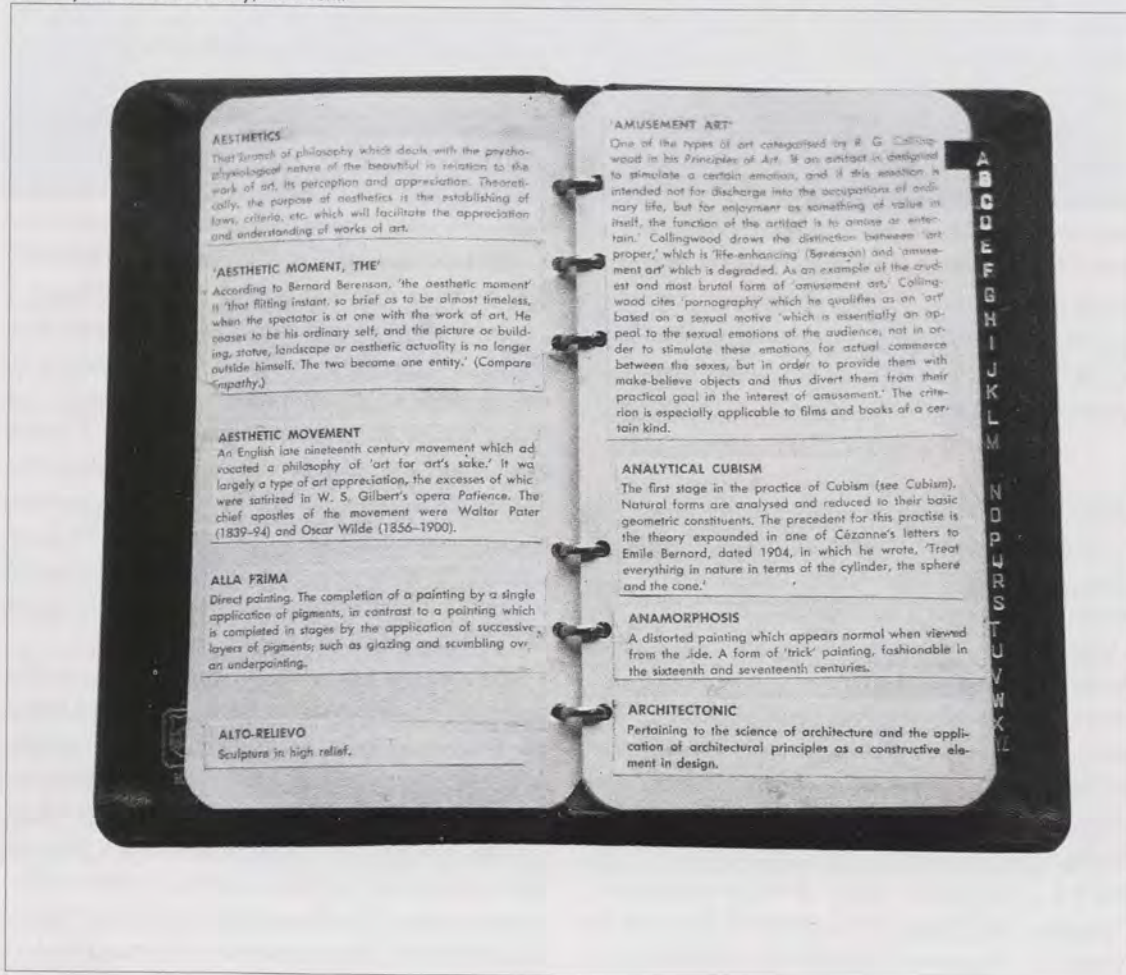 AESTHETICS
That branch of philosophy which deals with the psycho-
physiological nature of the beautiful in relation to the
work of art, its perception and appreciation. Theoreti-
cally, the purpose of aesthetics is the establishing of
laws, criteria, etc. which will facilitate the appreciation
and understanding of works of art.
'AESTHETIC MOMENT, THE'
According to Bernard Berenson, 'the aesthetic moment'
is 'that flitting instant, so brief as to be almost timeless,
when the spectator is at one with the work of art. He
ceases to be his ordinary self, and the picture or build-
ing, statue, landscape or aesthetic actuality is no longer
outside himself. The two become one entity.' (Compare
Empathy.)
AESTHETIC MOVEMENT
An English late nineteenth century movement which ad
vocated a philosophy of 'art for art's sake.' It wa
largely a type of art appreciation, the excesses of whic
were satirized in W. S. Gilbert's opera Patience. The
chief apostles of the movement were Walter Pater
(1839–94) and Oscar Wilde (1856–1900).
ALLA PRIMA
Direct painting. The completion of a painting by a single
application of pigments, in contrast to a painting which
is completed in stages by the application of successive
layers of pigments; such as glazing and scumbling ov
an underpainting.
ALTO-RELIEVO
Sculpture in high relief.
'AMUSEMENT ART'
One of the types of art categorised by R. G. Colling-
wood in his Principles of Art. 'If an artifact is designed
to stimulate a certain emotion, and if this emotion is
intended not for discharge into the occupations of ordi-
nary life, but for enjoyment as something of value in
itself, the function of the artifact is to amuse or enter-
tain.' Collingwood draws the distinction between 'art
proper,' which is 'life-enhancing' (Berenson) and 'amuse-
ment art' which is degraded. As an example of the crud-
est and most brutal form of 'amusement art,' Colling-
wood cites 'pornography' which he qualifies as an 'art'
based on a sexual motive 'which is essentially an ap-
peal to the sexual emotions of the audience, not in or-
der to stimulate these emotions for actual commerce
between the sexes, but in order to provide them with
make-believe objects and thus divert them from their
practical goal in the interest of amusement.' The crite-
rion is especially applicable to films and books of a cer-
tain kind.
ANALYTICAL CUBISM
The first stage in the practice of Cubism (see Cubism).
Natural forms are analysed and reduced to their basic
geometric constituents. The precedent for this practise is
the theory expounded in one of Cézanne's letters to
Emile Bernard, dated 1904, in which he wrote, 'Treat
everything in nature in terms of the cylinder, the sphere
and the cone.'
ANAMORPHOSIS
A distorted painting which appears normal when viewed
from the side. A form of 'trick' painting, fashionable in
the sixteenth and seventeenth centuries.
ARCHITECTONIC
Pertaining to the science of architecture and the appli-
cation of architectural principles as a constructive ele-
ment in design.
A
B
C
D
E
F
G
H
I
J
K
L
M
N
O
P
Q
R
S
T
U
V
W
X
YZ